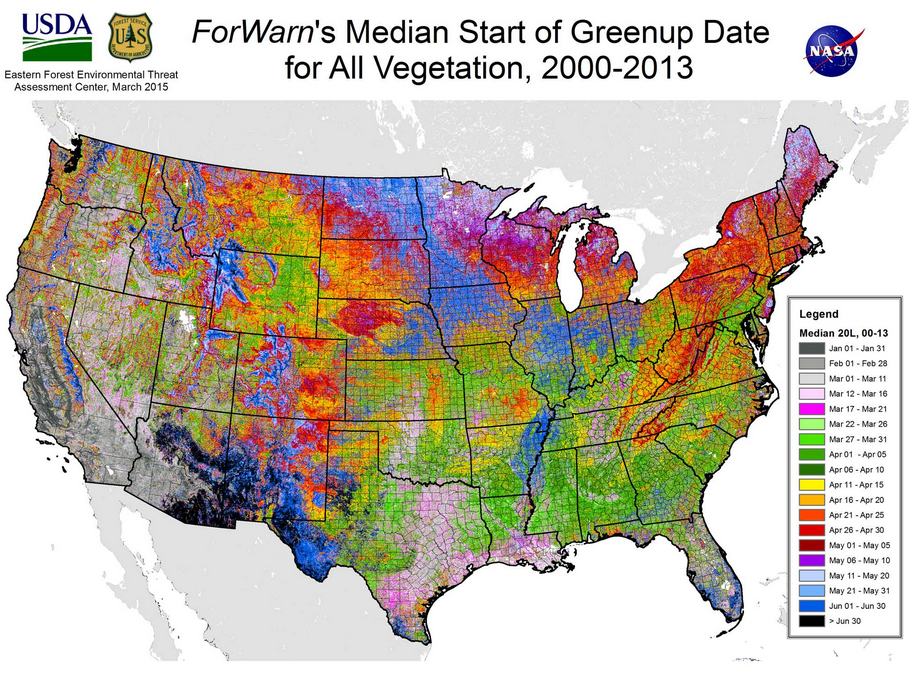 USDA
FOREST SERVICE
U S
DEPARTMENT OF AGRICULTURE
Eastern Forest Environmental Threat
Assessment Center, March 2015
ForWarn's Median Start of Greenup Date
for All Vegetation, 2000-2013
NASA
Legend
Median 20L, 00-13
Jan 01 - Jan 31
Feb 01 - Feb 28
Mar 01 - Mar 11
Mar 12 - Mar 16
Mar 17 - Mar 21
Mar 22 - Mar 26
Mar 27 - Mar 31
Apr 01 - Apr 05
Apr 06 - Apr 10
Apr 11 - Apr 15
Apr 16 - Apr 20
Apr 21 - Apr 25
Apr 26 - Apr 30
May 01 - May 05
May 06 - May 10
May 11 - May 20
May 21 - May 31
Jun 01 - Jun 30
> Jun 30